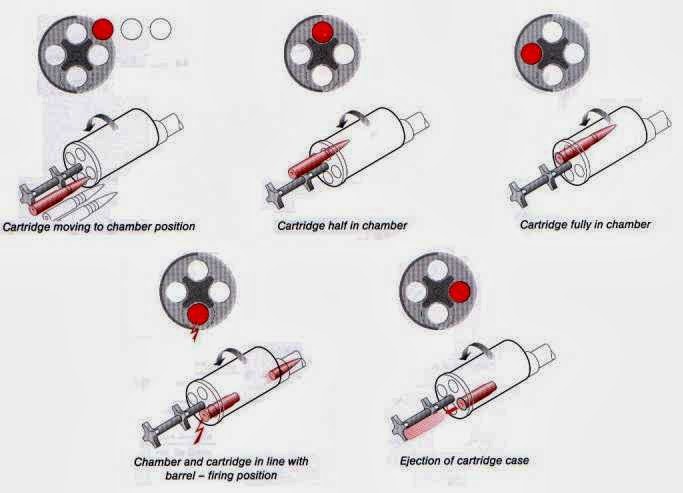 Cartridge moving to chamber position
Cartridge half in chamber
Cartridge fully in chamber
Chamber and cartridge in line with
barrel – firing position
Ejection of cartridge case